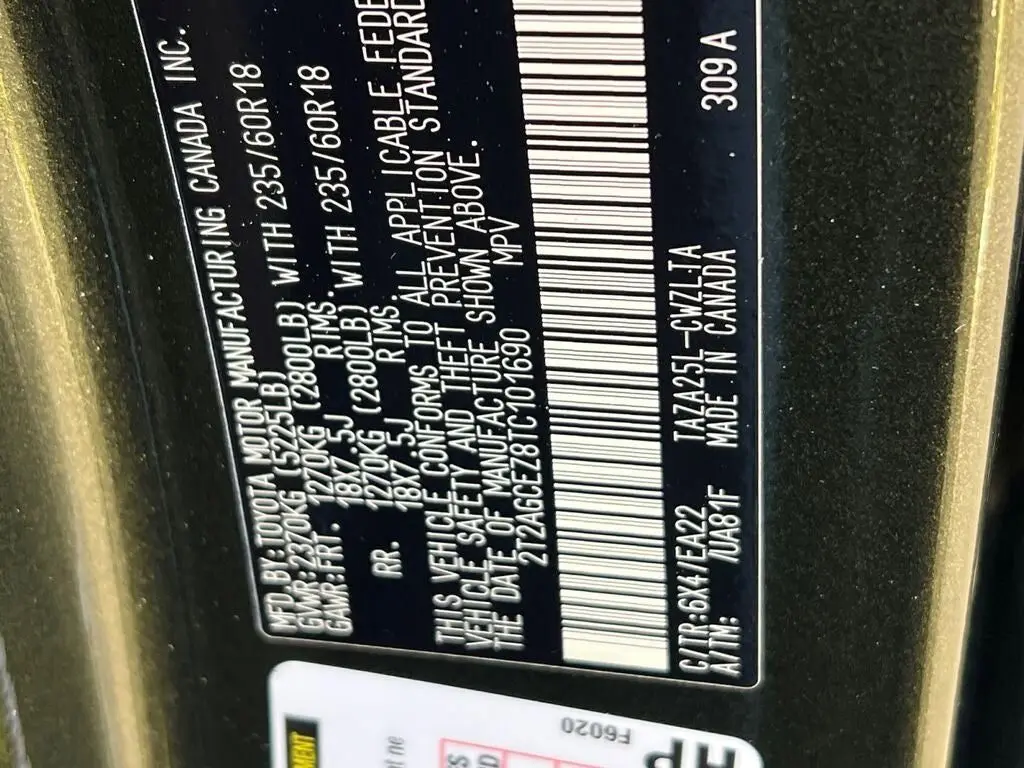 MFD.BY:TOYOTA MOTOR MANUFACTURING CANADA INC.
GVWR:2370KG(5225LB)
GAWR:FRT. 1270KG (2800LB) WITH 235/60R18
18X7.5J RIMS.
RR. 1270KG (2800LB) WITH 235/60R18
18X7.5J RIMS.
THIS VEHICLE CONFORMS TO ALL APPLICABLE
VEHICLE SAFETY AND THEFT PREVENTION STANDARD
THE DATE OF MANUFACTURE SHOWN ABOVE.
2T2AGCEZ8TC101690 MPV
C/TR:6X4/EA22 TAZA25L-CWZLTA 309A
A/TM: /UA81F MADE IN CANADA
F6020